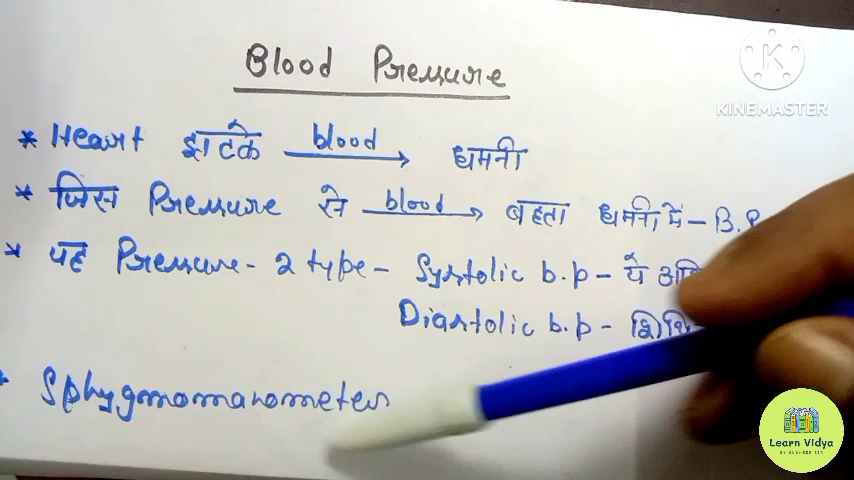 Blood Pressure
* Heart झटके blood → धमनी
* जिस Pressure से blood → बहता धमनी में - B.P
* यह Pressure - 2 type - Systolic b.p - ये
Diastolic b.p -
* Sphygmomanometer
KINEMASTER
Learn Vidya